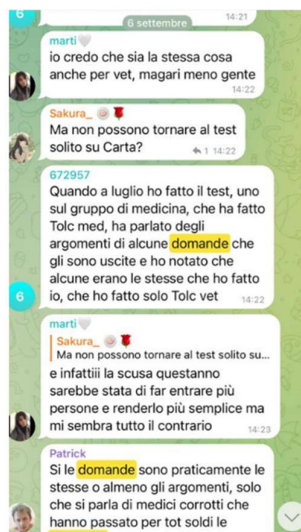 14:21
6 settembre
6
marti🤍
io credo che sia la stessa cosa
anche per vet, magari meno gente
14:22
Sakura_ 🍥🌹
Ma non possono tornare al test
solito su Carta?
1 14:22
672957
Quando a luglio ho fatto il test, uno
sul gruppo di medicina, che ha fatto
Tolc med, ha parlato degli
argomenti di alcune domande che
gli sono uscite e ho notato che
alcune erano le stesse che ho fatto
io, che ho fatto solo Tolc vet
14:22
6
marti🤍
Sakura_ 🍥🌹
Ma non possono tornare al test solito su...
e infattiii la scusa questanno
sarebbe stata di far entrare più
persone e renderlo più semplice ma
mi sembra tutto il contrario
14:23
Patrick
Si le domande sono praticamente le
stesse o almeno gli argomenti, solo
che si parla di medici corrotti che
hanno passato per tot soldi le